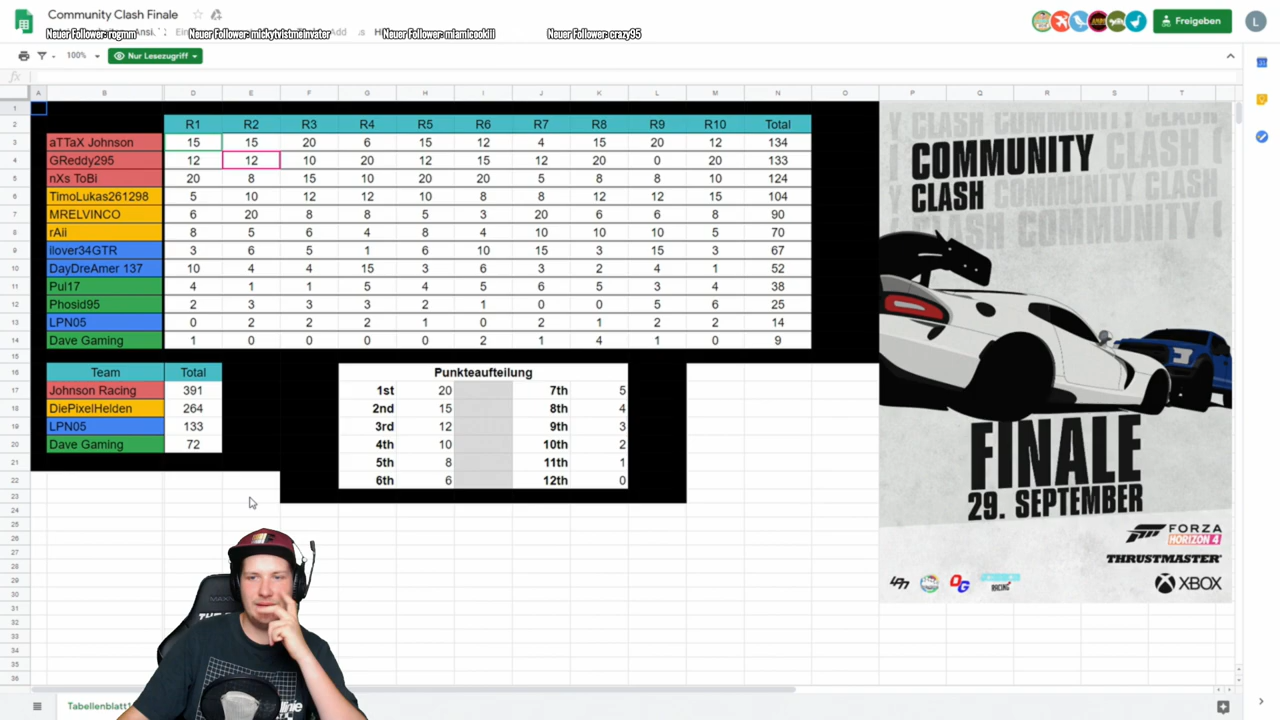 Community Clash Finale
Neuer Follower: rogmm
Neuer Follower: mickytvistmeinvater
Neuer Follower: miamicookiii
Neuer Follower: crazy95
Freigeben
L
100%
Nur Lesezugriff
fx
A B D E F G H I J K L M N O P Q R S T
R1 R2 R3 R4 R5 R6 R7 R8 R9 R10 Total
aTTaX Johnson 15 15 20 6 15 12 4 15 20 12 134
GReddy295 12 12 10 20 12 15 12 20 0 20 133
nXs ToBi 20 8 15 10 20 20 5 8 8 10 124
TimoLukas261298 5 10 12 12 10 8 8 12 12 15 104
MRELVINCO 6 20 8 8 5 3 20 6 6 8 90
rAii 8 5 6 4 8 4 10 10 10 5 70
ilover34GTR 3 6 5 1 6 10 15 3 15 3 67
DayDreAmer 137 10 4 4 15 3 6 3 2 4 1 52
Pul17 4 1 1 5 4 5 6 5 3 4 38
Phosid95 2 3 3 3 2 1 0 0 5 6 25
LPN05 0 2 2 2 1 0 2 1 2 2 14
Dave Gaming 1 0 0 0 0 2 1 4 1 0 9
Team Total
Johnson Racing 391
DiePixelHelden 264
LPN05 133
Dave Gaming 72
Punkteaufteilung
1st 20 7th 5
2nd 15 8th 4
3rd 12 9th 3
4th 10 10th 2
5th 8 11th 1
6th 6 12th 0
COMMUNITY
CLASH
FINALE
29. SEPTEMBER
FORZA
HORIZON 4
THRUSTMASTER
XBOX
Tabellenblatt1